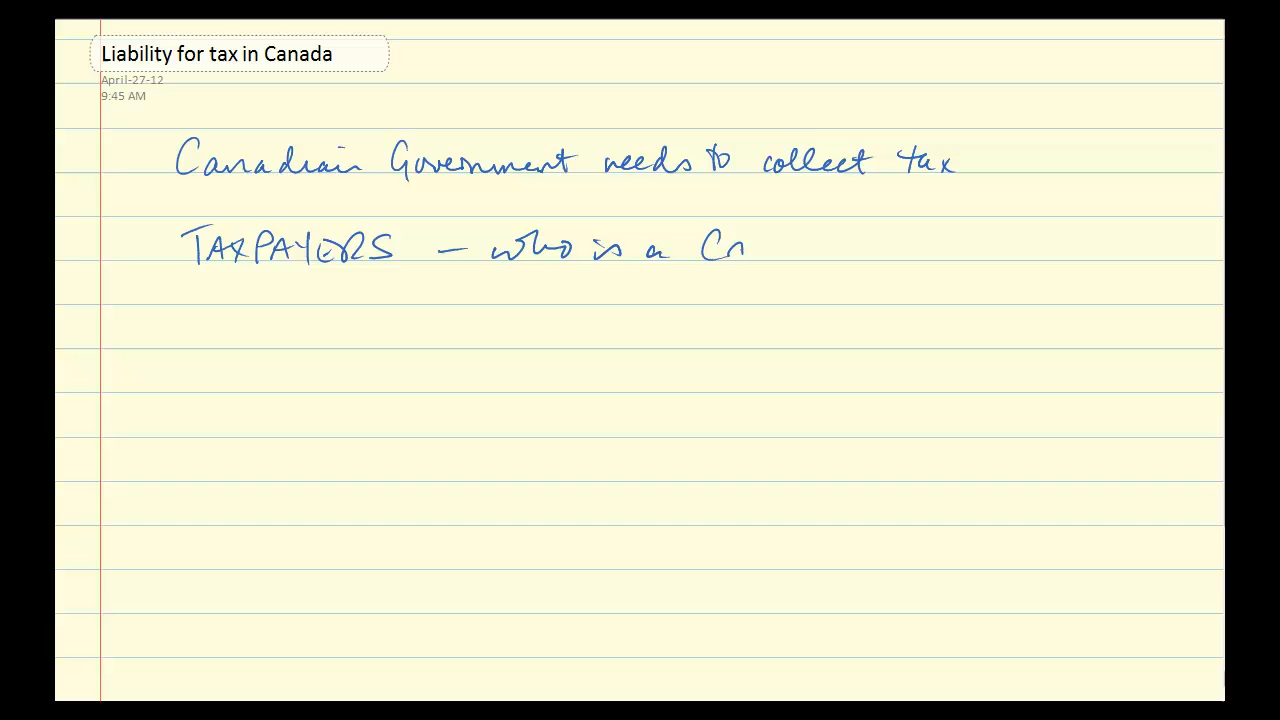 Liability for tax in Canada
April-27-12
9:45 AM
Canadian Government needs to collect tax
TAXPAYERS – who is a Ca